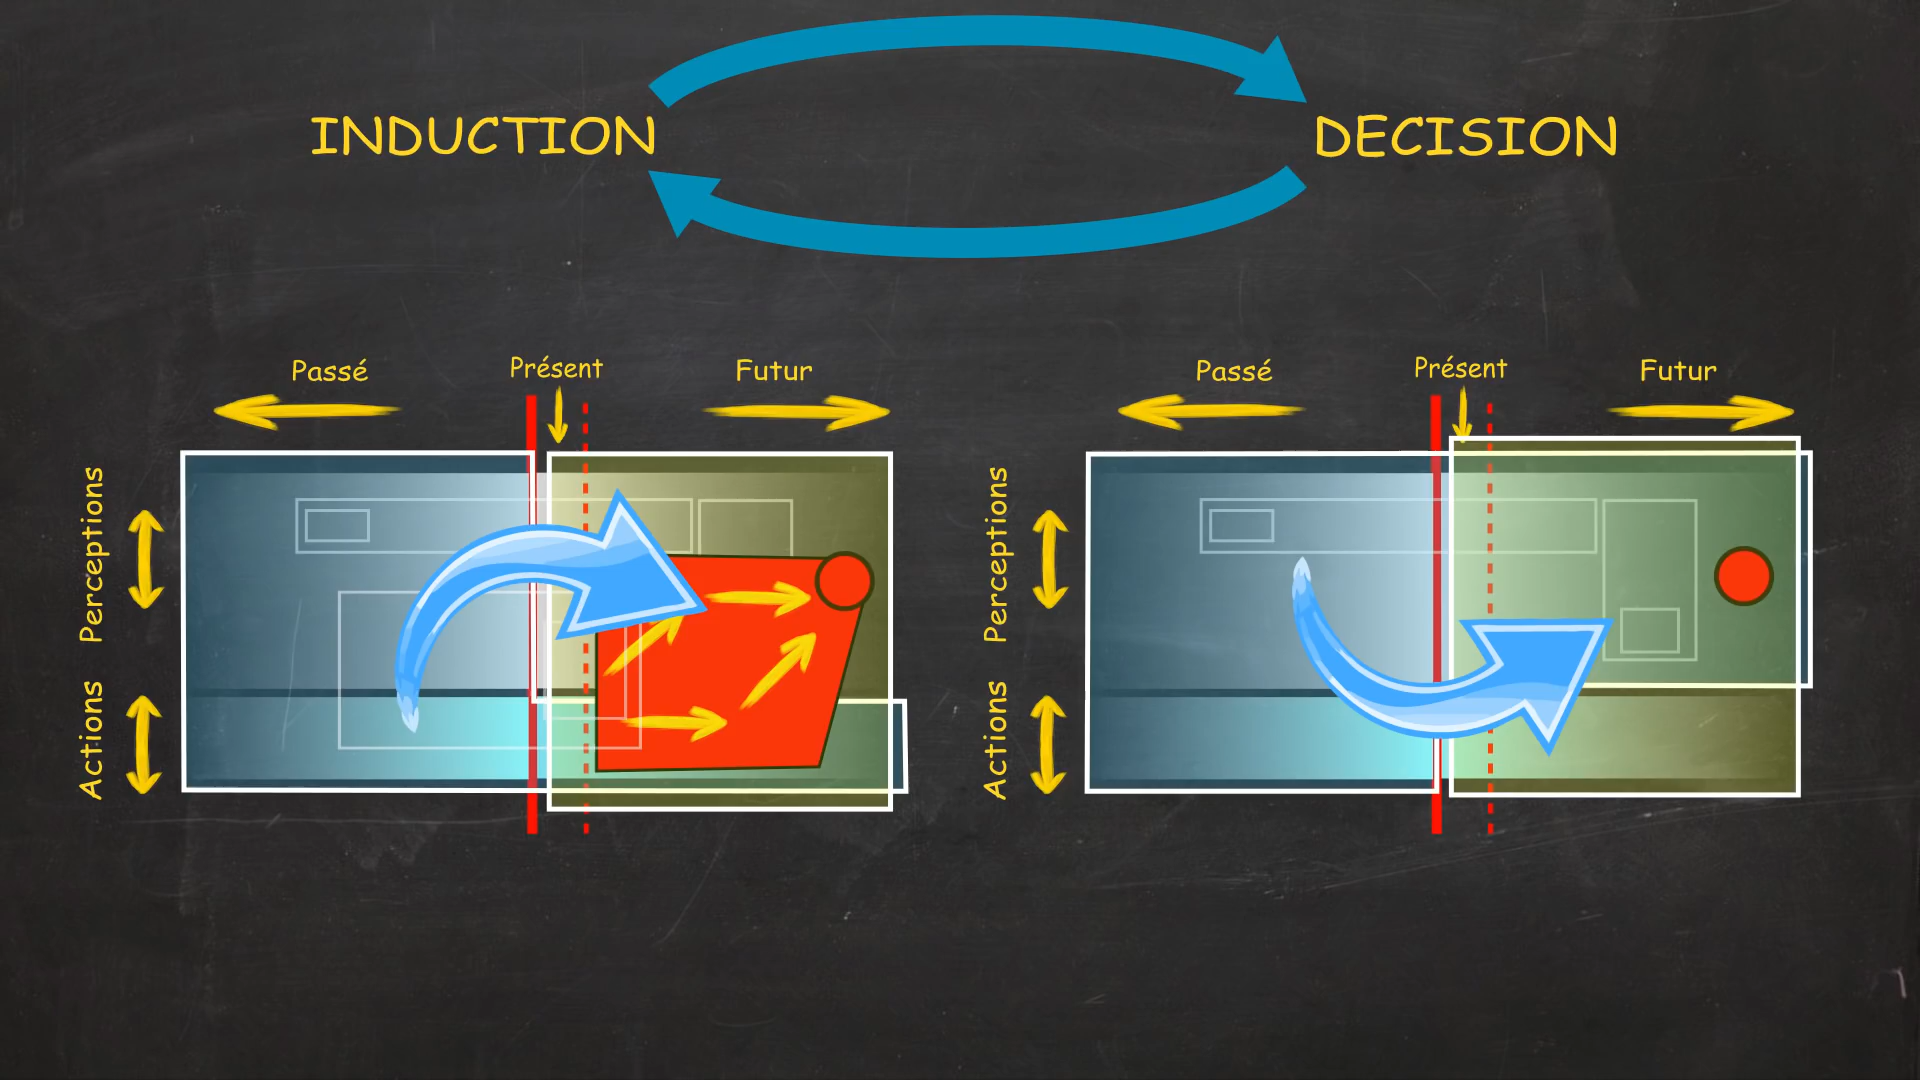 INDUCTION
DECISION
Passé
Présent
Futur
Perceptions
Actions
Passé
Présent
Futur
Perceptions
Actions